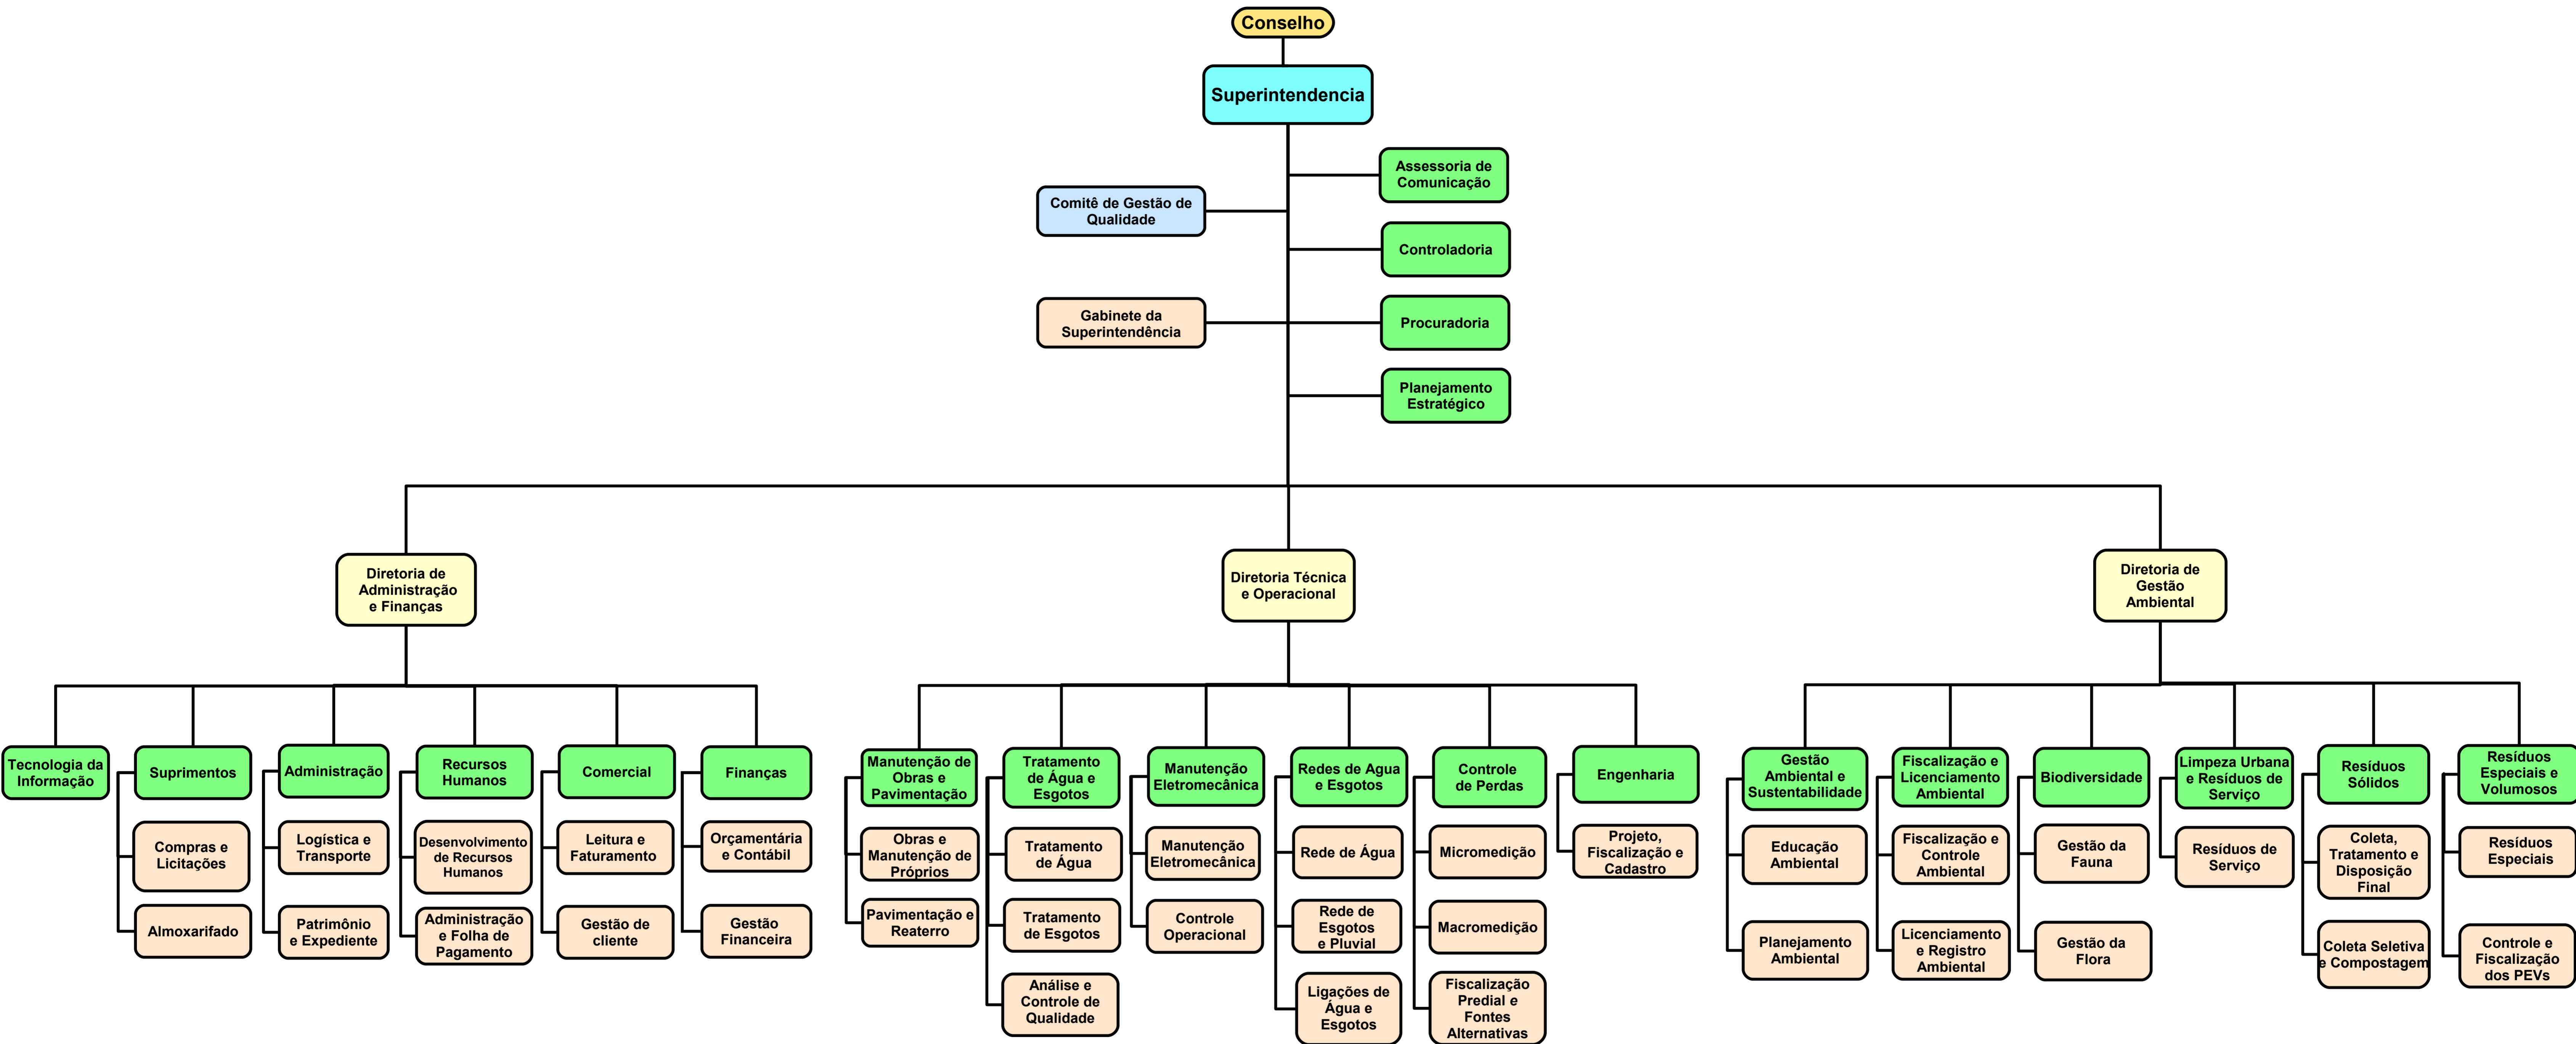 Conselho
Superintendencia
Assessoria de
Comunicação
Comitê de Gestão de
Qualidade
Controladoria
Gabinete da
Superintendência
Procuradoria
Planejamento
Estratégico
Diretoria de
Administração
e Finanças
Diretoria Técnica
e Operacional
Diretoria de
Gestão
Ambiental
Tecnologia da
Informação
Suprimentos
Compras e
Licitações
Almoxarifado
Administração
Logística e
Transporte
Patrimônio
e Expediente
Recursos
Humanos
Desenvolvimento
de Recursos
Humanos
Administração
e Folha de
Pagamento
Comercial
Leitura e
Faturamento
Gestão de
cliente
Finanças
Orçamentária
e Contábil
Gestão
Financeira
Manutenção de
Obras e
Pavimentação
Obras e
Manutenção de
Próprios
Pavimentação e
Reaterro
Tratamento
de Água e
Esgotos
Tratamento
de Água
Tratamento
de Esgotos
Análise e
Controle de
Qualidade
Manutenção
Eletromecânica
Manutenção
Eletromecânica
Controle
Operacional
Redes de Agua
e Esgotos
Rede de Água
Rede de
Esgotos
e Pluvial
Ligações de
Água e
Esgotos
Controle
de Perdas
Micromedição
Macromedição
Fiscalização
Predial e
Fontes
Alternativas
Engenharia
Projeto,
Fiscalização e
Cadastro
Gestão
Ambiental e
Sustentabilidade
Educação
Ambiental
Planejamento
Ambiental
Fiscalização e
Licenciamento
Ambiental
Fiscalização e
Controle
Ambiental
Licenciamento
e Registro
Ambiental
Biodiversidade
Gestão da
Fauna
Gestão da
Flora
Limpeza Urbana
e Resíduos de
Serviço
Resíduos de
Serviço
Resíduos
Sólidos
Coleta,
Tratamento e
Disposição
Final
Coleta Seletiva
e Compostagem
Resíduos
Especiais e
Volumosos
Resíduos
Especiais
Controle e
Fiscalização
dos PEVs